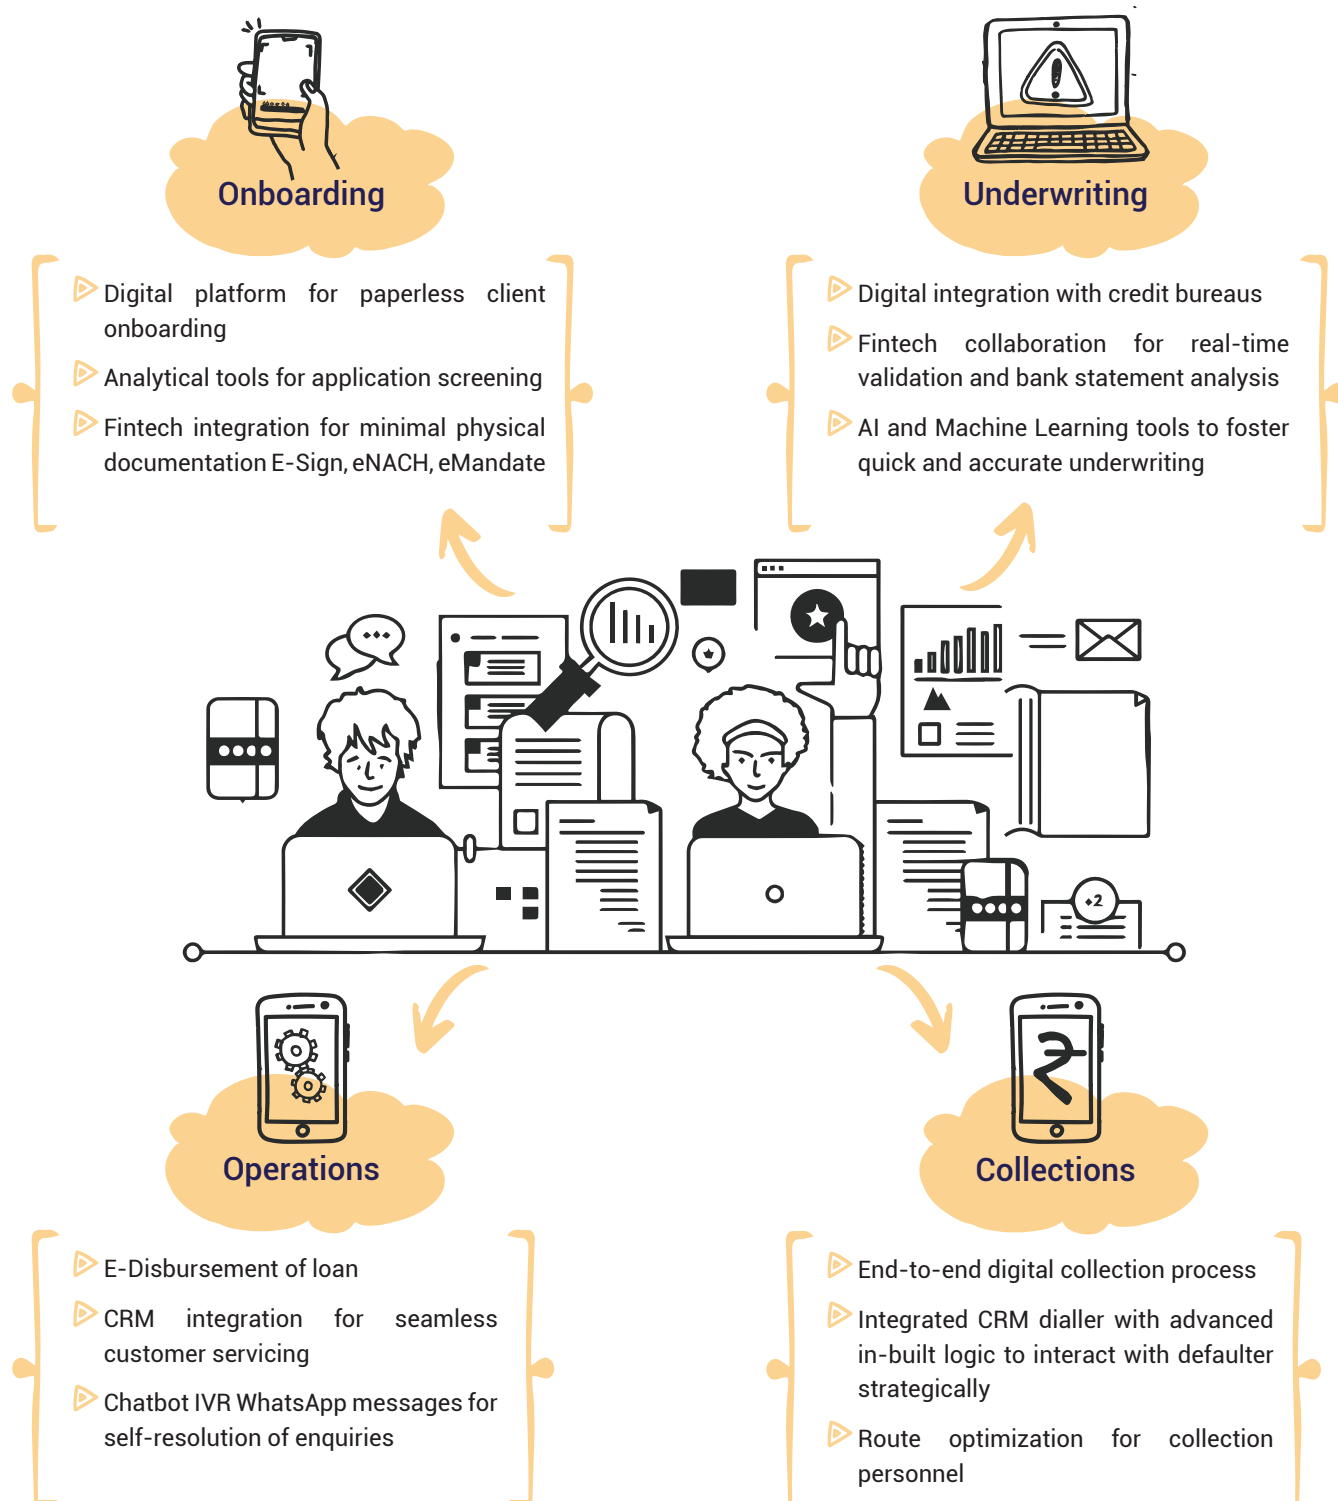 Onboarding
Digital platform for paperless client
onboarding
Analytical tools for application screening
Fintech integration for minimal physical
documentation E-Sign, eNACH, eMandate
Underwriting
Digital integration with credit bureaus
Fintech collaboration for real-time
validation and bank statement analysis
AI and Machine Learning tools to foster
quick and accurate underwriting
+2
Operations
E-Disbursement of loan
CRM integration for seamless
customer servicing
Chatbot IVR WhatsApp messages for
self-resolution of enquiries
₹
Collections
End-to-end digital collection process
Integrated CRM dialler with advanced
in-built logic to interact with defaulter
strategically
Route optimization for collection
personnel